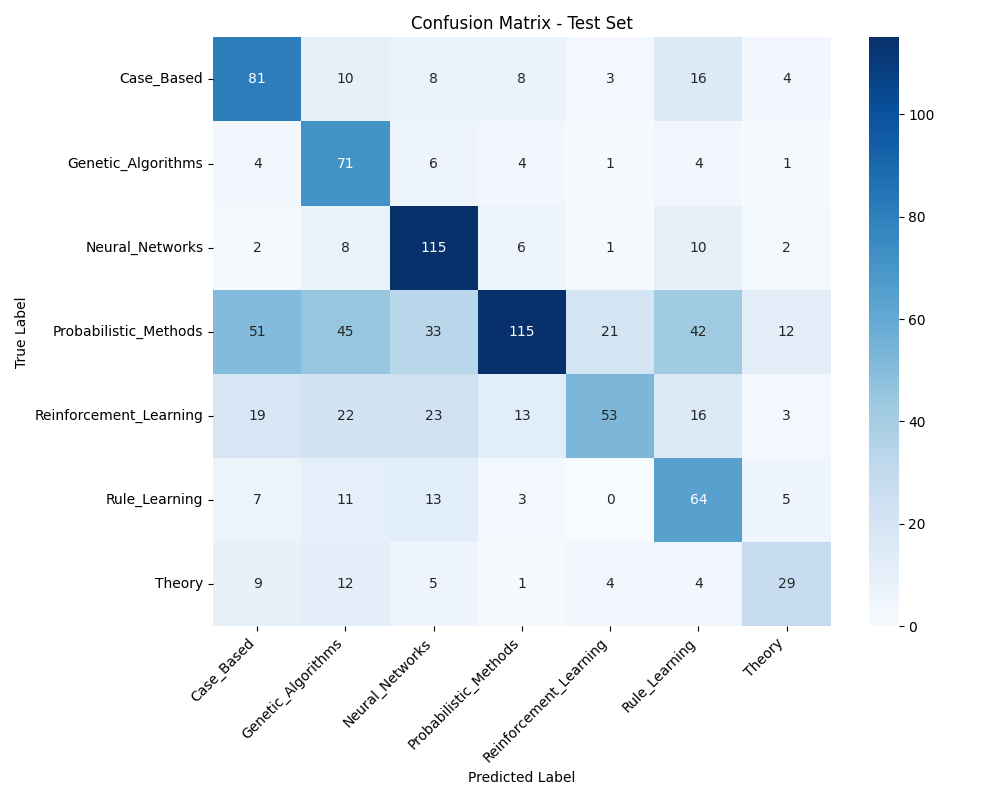 Confusion Matrix - Test Set
Case_Based 81 10 8 8 3 16 4
Genetic_Algorithms 4 71 6 4 1 4 1
Neural_Networks 2 8 115 6 1 10 2
Probabilistic_Methods 51 45 33 115 21 42 12
Reinforcement_Learning 19 22 23 13 53 16 3
Rule_Learning 7 11 13 3 0 64 5
Theory 9 12 5 1 4 4 29
True Label
Case_Based
Genetic_Algorithms
Neural_Networks
Probabilistic_Methods
Reinforcement_Learning
Rule_Learning
Theory
Predicted Label
100
80
60
40
20
0